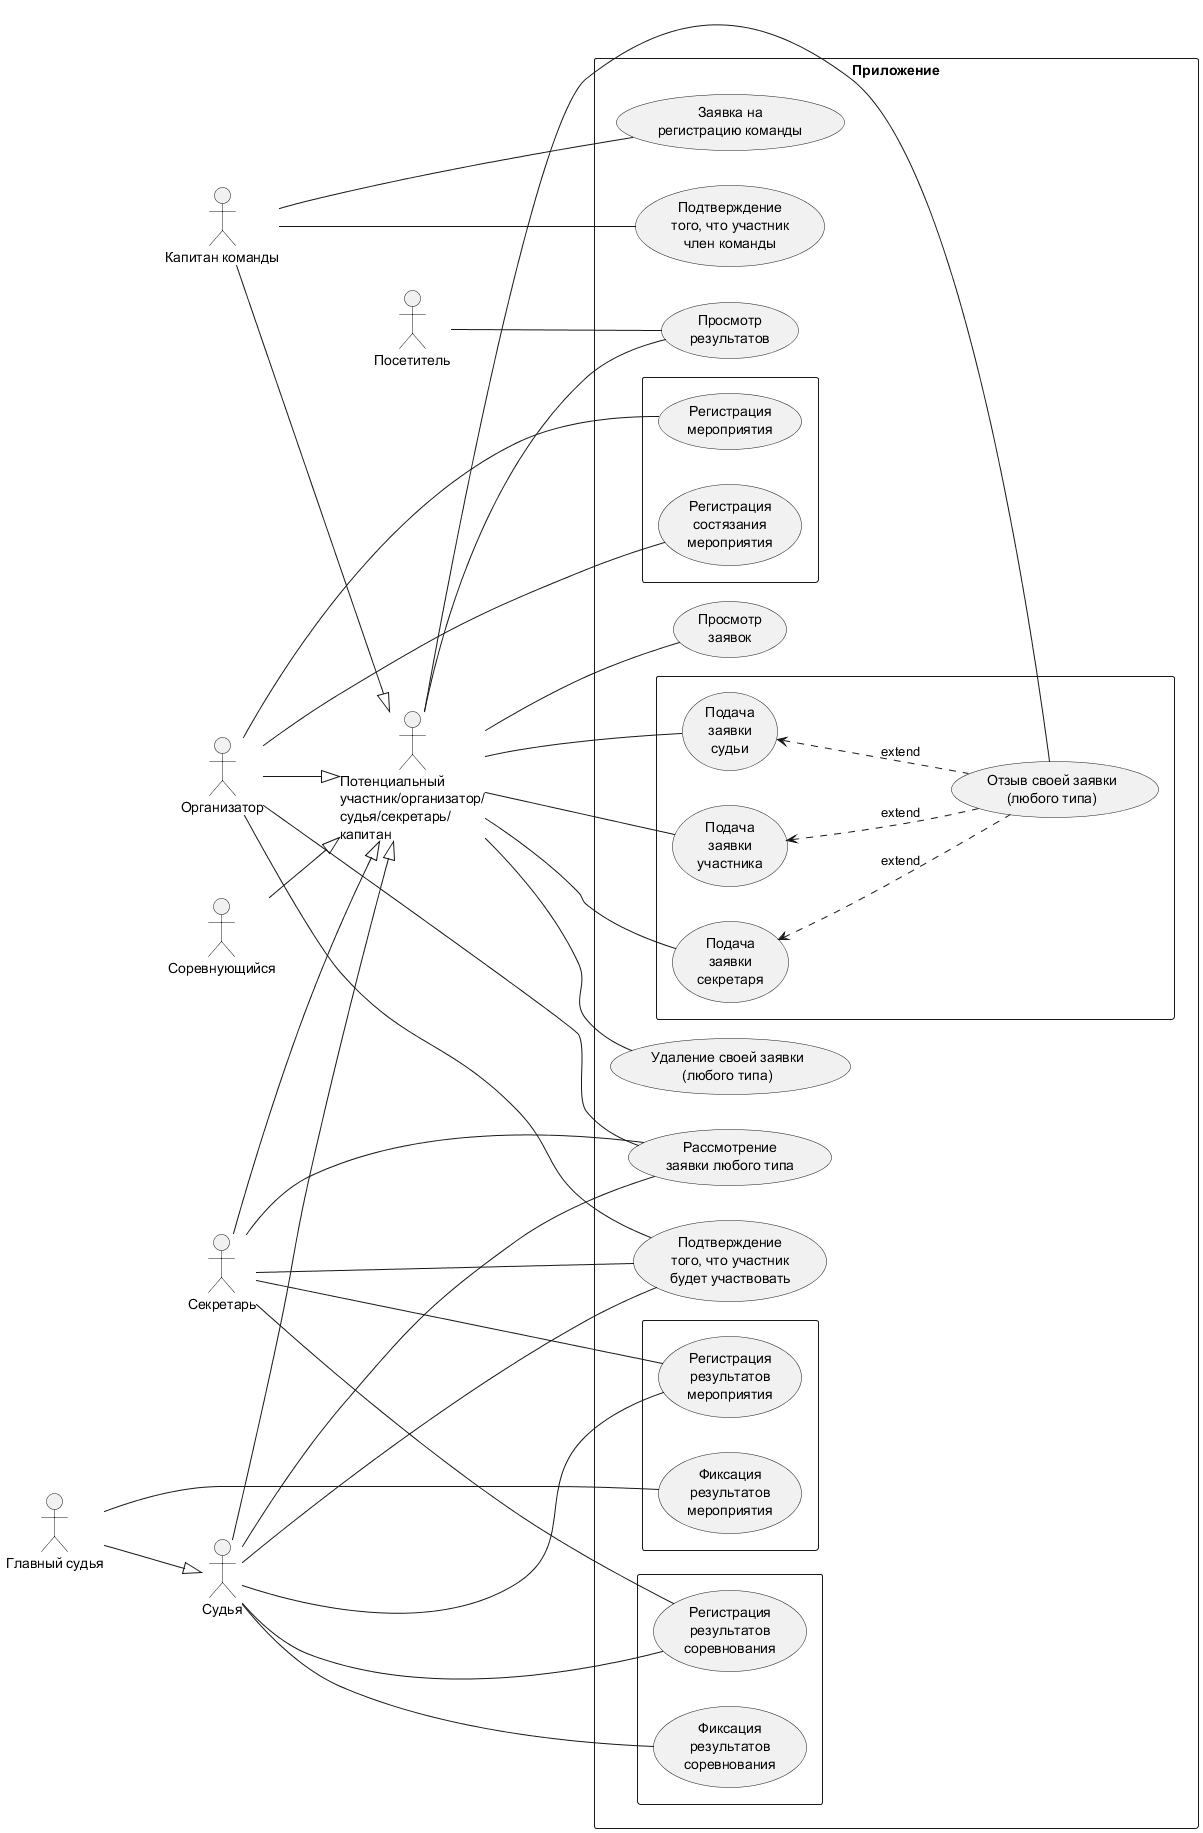 Приложение
Заявка на
регистрацию команды
Капитан команды
Подтверждение
того, что участник
член команды
Посетитель
Просмотр
результатов
Регистрация
мероприятия
Регистрация
состязания
мероприятия
Просмотр
заявок
Организатор
Потенциальный
участник/организатор/
судья/секретарь/
капитан
Подача
заявки
судьи
extend
Отзыв своей заявки
(любого типа)
Подача
заявки
участника
extend
extend
Соревнующийся
Подача
заявки
секретаря
Удаление своей заявки
(любого типа)
Рассмотрение
заявки любого типа
Секретарь
Подтверждение
того, что участник
будет участвовать
Регистрация
результатов
мероприятия
Фиксация
результатов
мероприятия
Главный судья
Судья
Регистрация
результатов
соревнования
Фиксация
результатов
соревнования